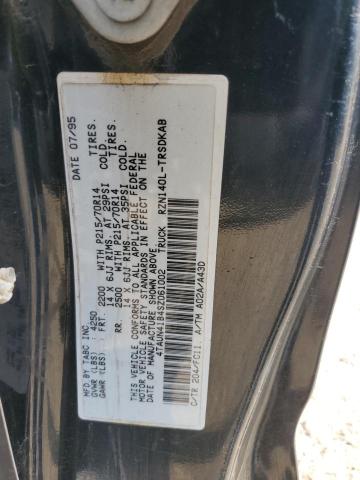 MFD BY TABC INC. DATE 07/95
GVWR (LBS): 4250
GAWR (LBS): FRT. 2200 WITH P215/70R14 TIRES.
14 X 6JJ RIMS. AT 29PSI COLD.
RR. 2500 WITH P215/70R14 TIRES.
14 X 6JJ RIMS. AT 35PSI COLD.
THIS VEHICLE CONFORMS TO ALL APPLICABLE FEDERAL
MOTOR VEHICLE SAFETY STANDARDS IN EFFECT ON THE
DATE OF MANUFACTURE SHOWN ABOVE.
4TAUN41B4SZ061002 TRUCK RZN140L-TRSDKAB
C/TR 204/FC11. A/TM A02A/A43D